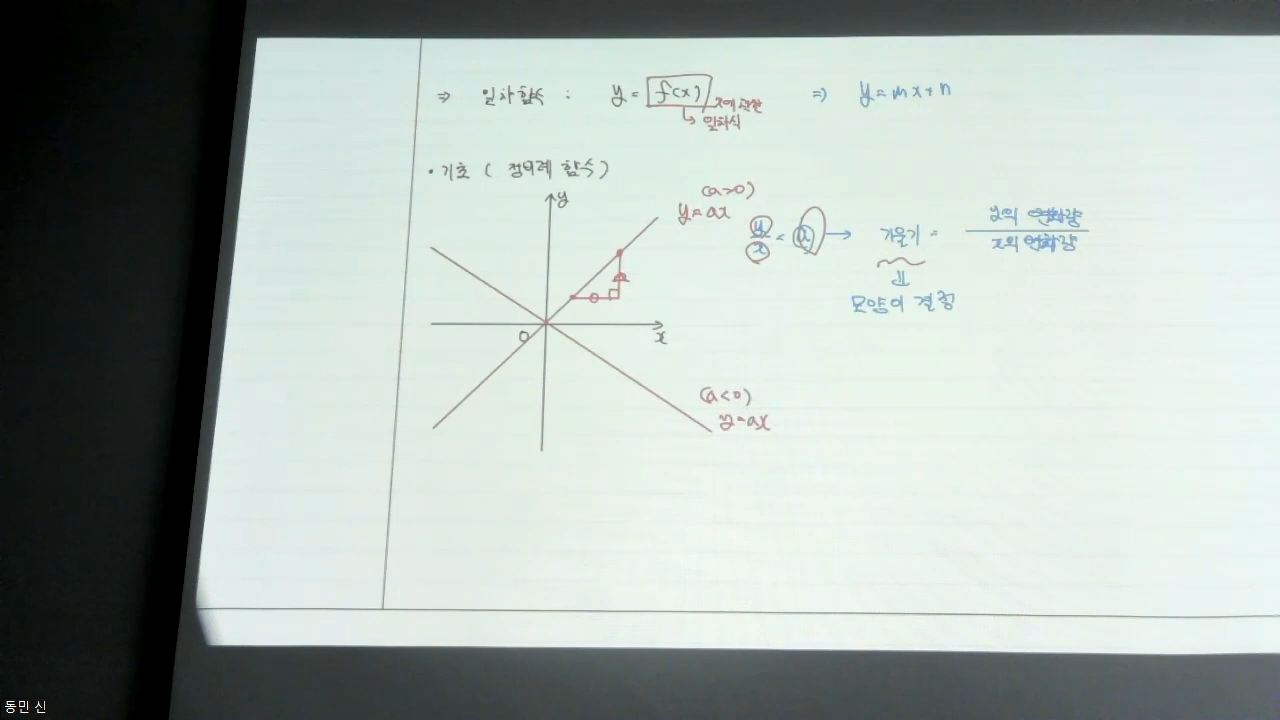 ⇒ 일차함수 : y = f(x) ⇒ y = mx+n
x에 관한
↳ 일차식
• 기초 ( 정비례 함수 )
y
(a>0)
y=ax
y/x = a → 기울기 = y의 변화량 / x의 변화량
⇓
모양이 결정
O
x
(a<0)
y=ax
동민 신